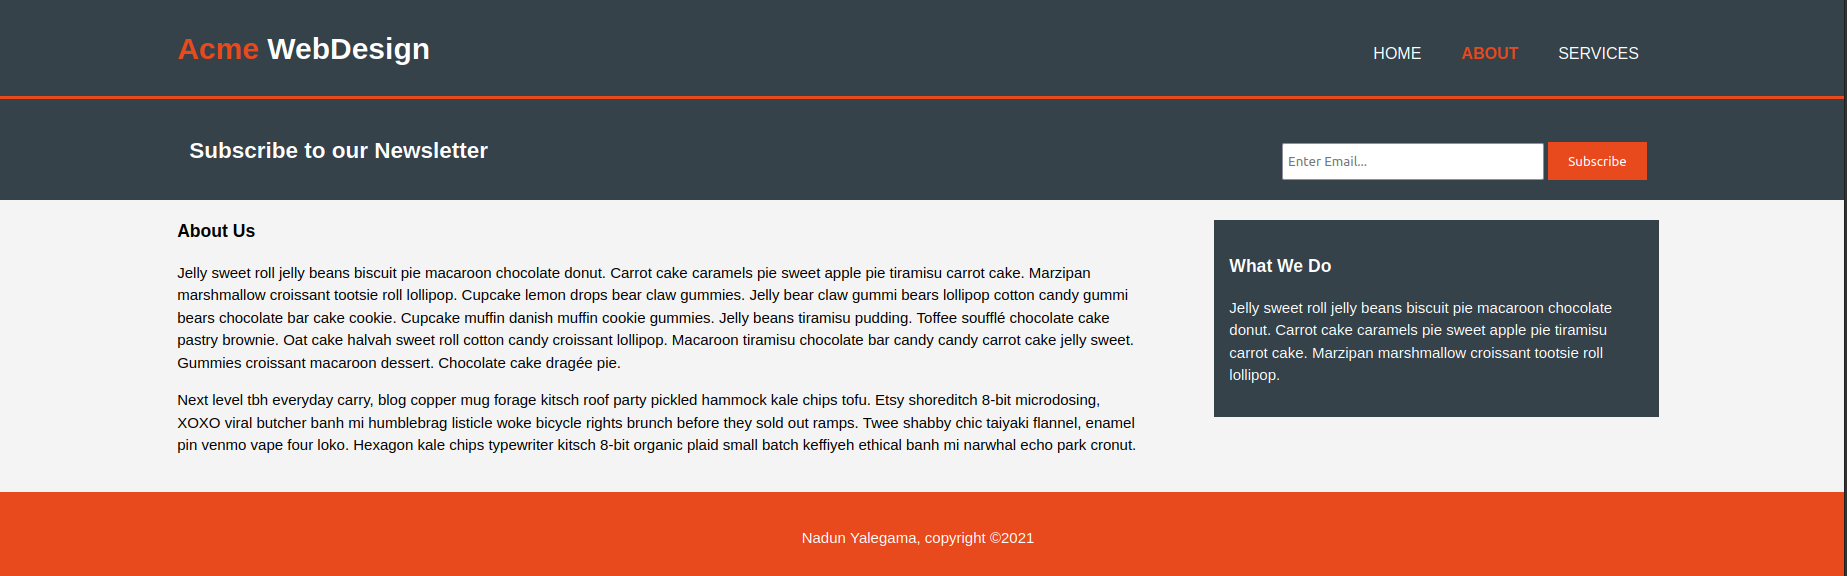 Acme WebDesign
HOME ABOUT SERVICES
Subscribe to our Newsletter
Enter Email... Subscribe
About Us
Jelly sweet roll jelly beans biscuit pie macaroon chocolate donut. Carrot cake caramels pie sweet apple pie tiramisu carrot cake. Marzipan
marshmallow croissant tootsie roll lollipop. Cupcake lemon drops bear claw gummies. Jelly bear claw gummi bears lollipop cotton candy gummi
bears chocolate bar cake cookie. Cupcake muffin danish muffin cookie gummies. Jelly beans tiramisu pudding. Toffee soufflé chocolate cake
pastry brownie. Oat cake halvah sweet roll cotton candy croissant lollipop. Macaroon tiramisu chocolate bar candy candy carrot cake jelly sweet.
Gummies croissant macaroon dessert. Chocolate cake dragée pie.
Next level tbh everyday carry, blog copper mug forage kitsch roof party pickled hammock kale chips tofu. Etsy shoreditch 8-bit microdosing,
XOXO viral butcher banh mi humblebrag listicle woke bicycle rights brunch before they sold out ramps. Twee shabby chic taiyaki flannel, enamel
pin venmo vape four loko. Hexagon kale chips typewriter kitsch 8-bit organic plaid small batch keffiyeh ethical banh mi narwhal echo park cronut.
What We Do
Jelly sweet roll jelly beans biscuit pie macaroon chocolate
donut. Carrot cake caramels pie sweet apple pie tiramisu
carrot cake. Marzipan marshmallow croissant tootsie roll
lollipop.
Nadun Yalegama, copyright ©2021